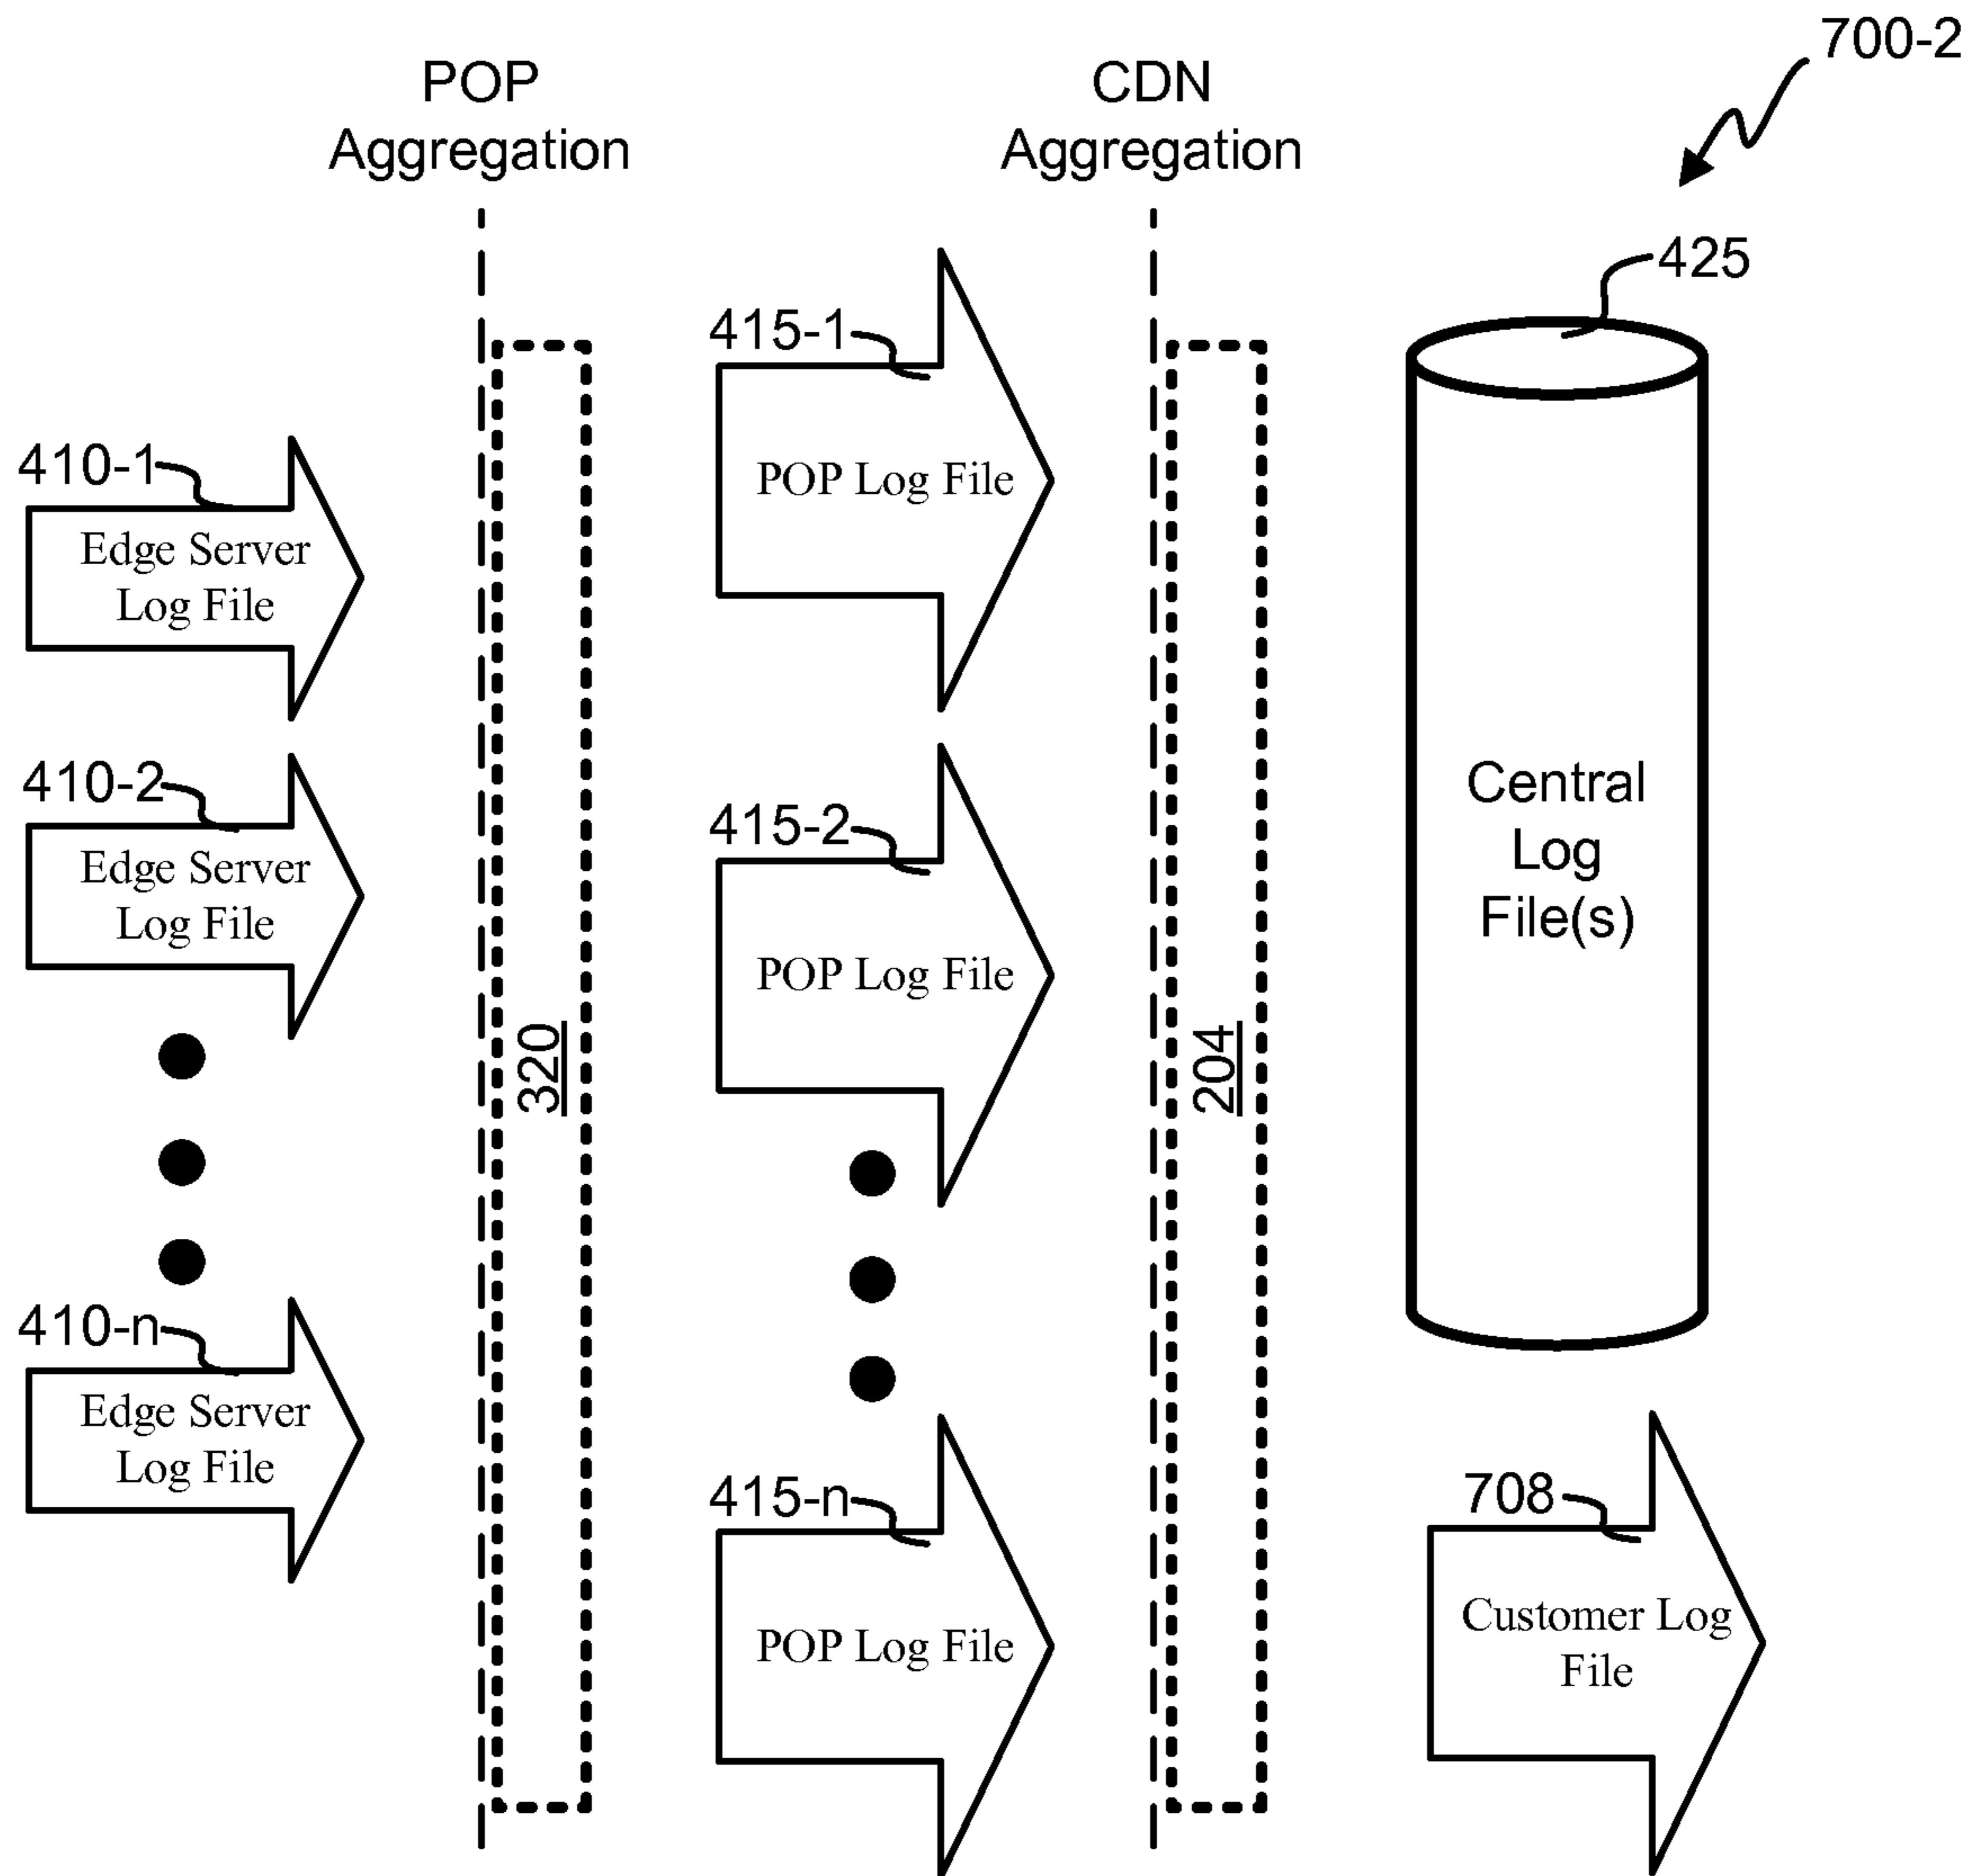 700-2
POP
Aggregation
CDN
Aggregation
425
415-1
POP Log File
410-1
Edge Server
Log File
410-2
Edge Server
Log File
415-2
POP Log File
Central
Log
File(s)
320
204
410-n
Edge Server
Log File
415-n
POP Log File
708
Customer Log
File